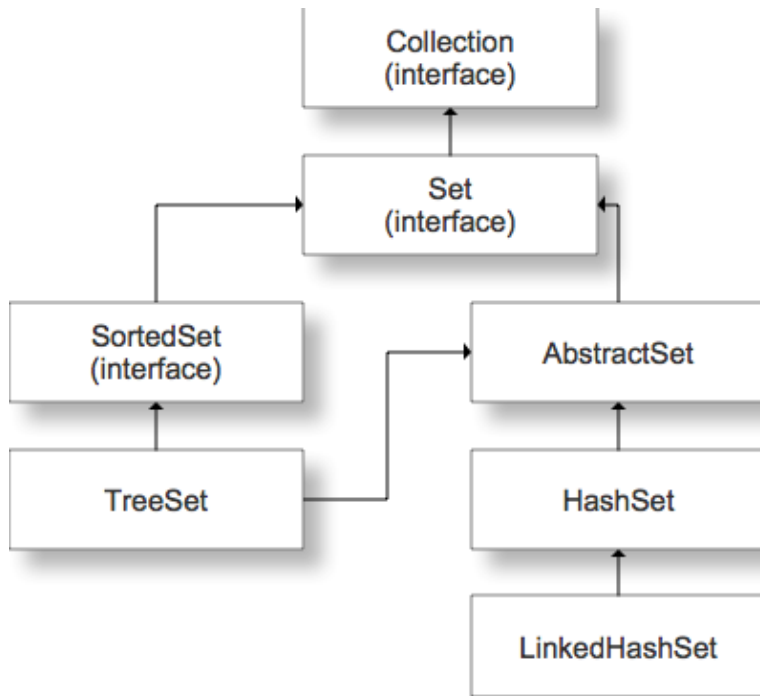 Collection
(interface)
Set
(interface)
SortedSet
(interface)
AbstractSet
TreeSet
HashSet
LinkedHashSet